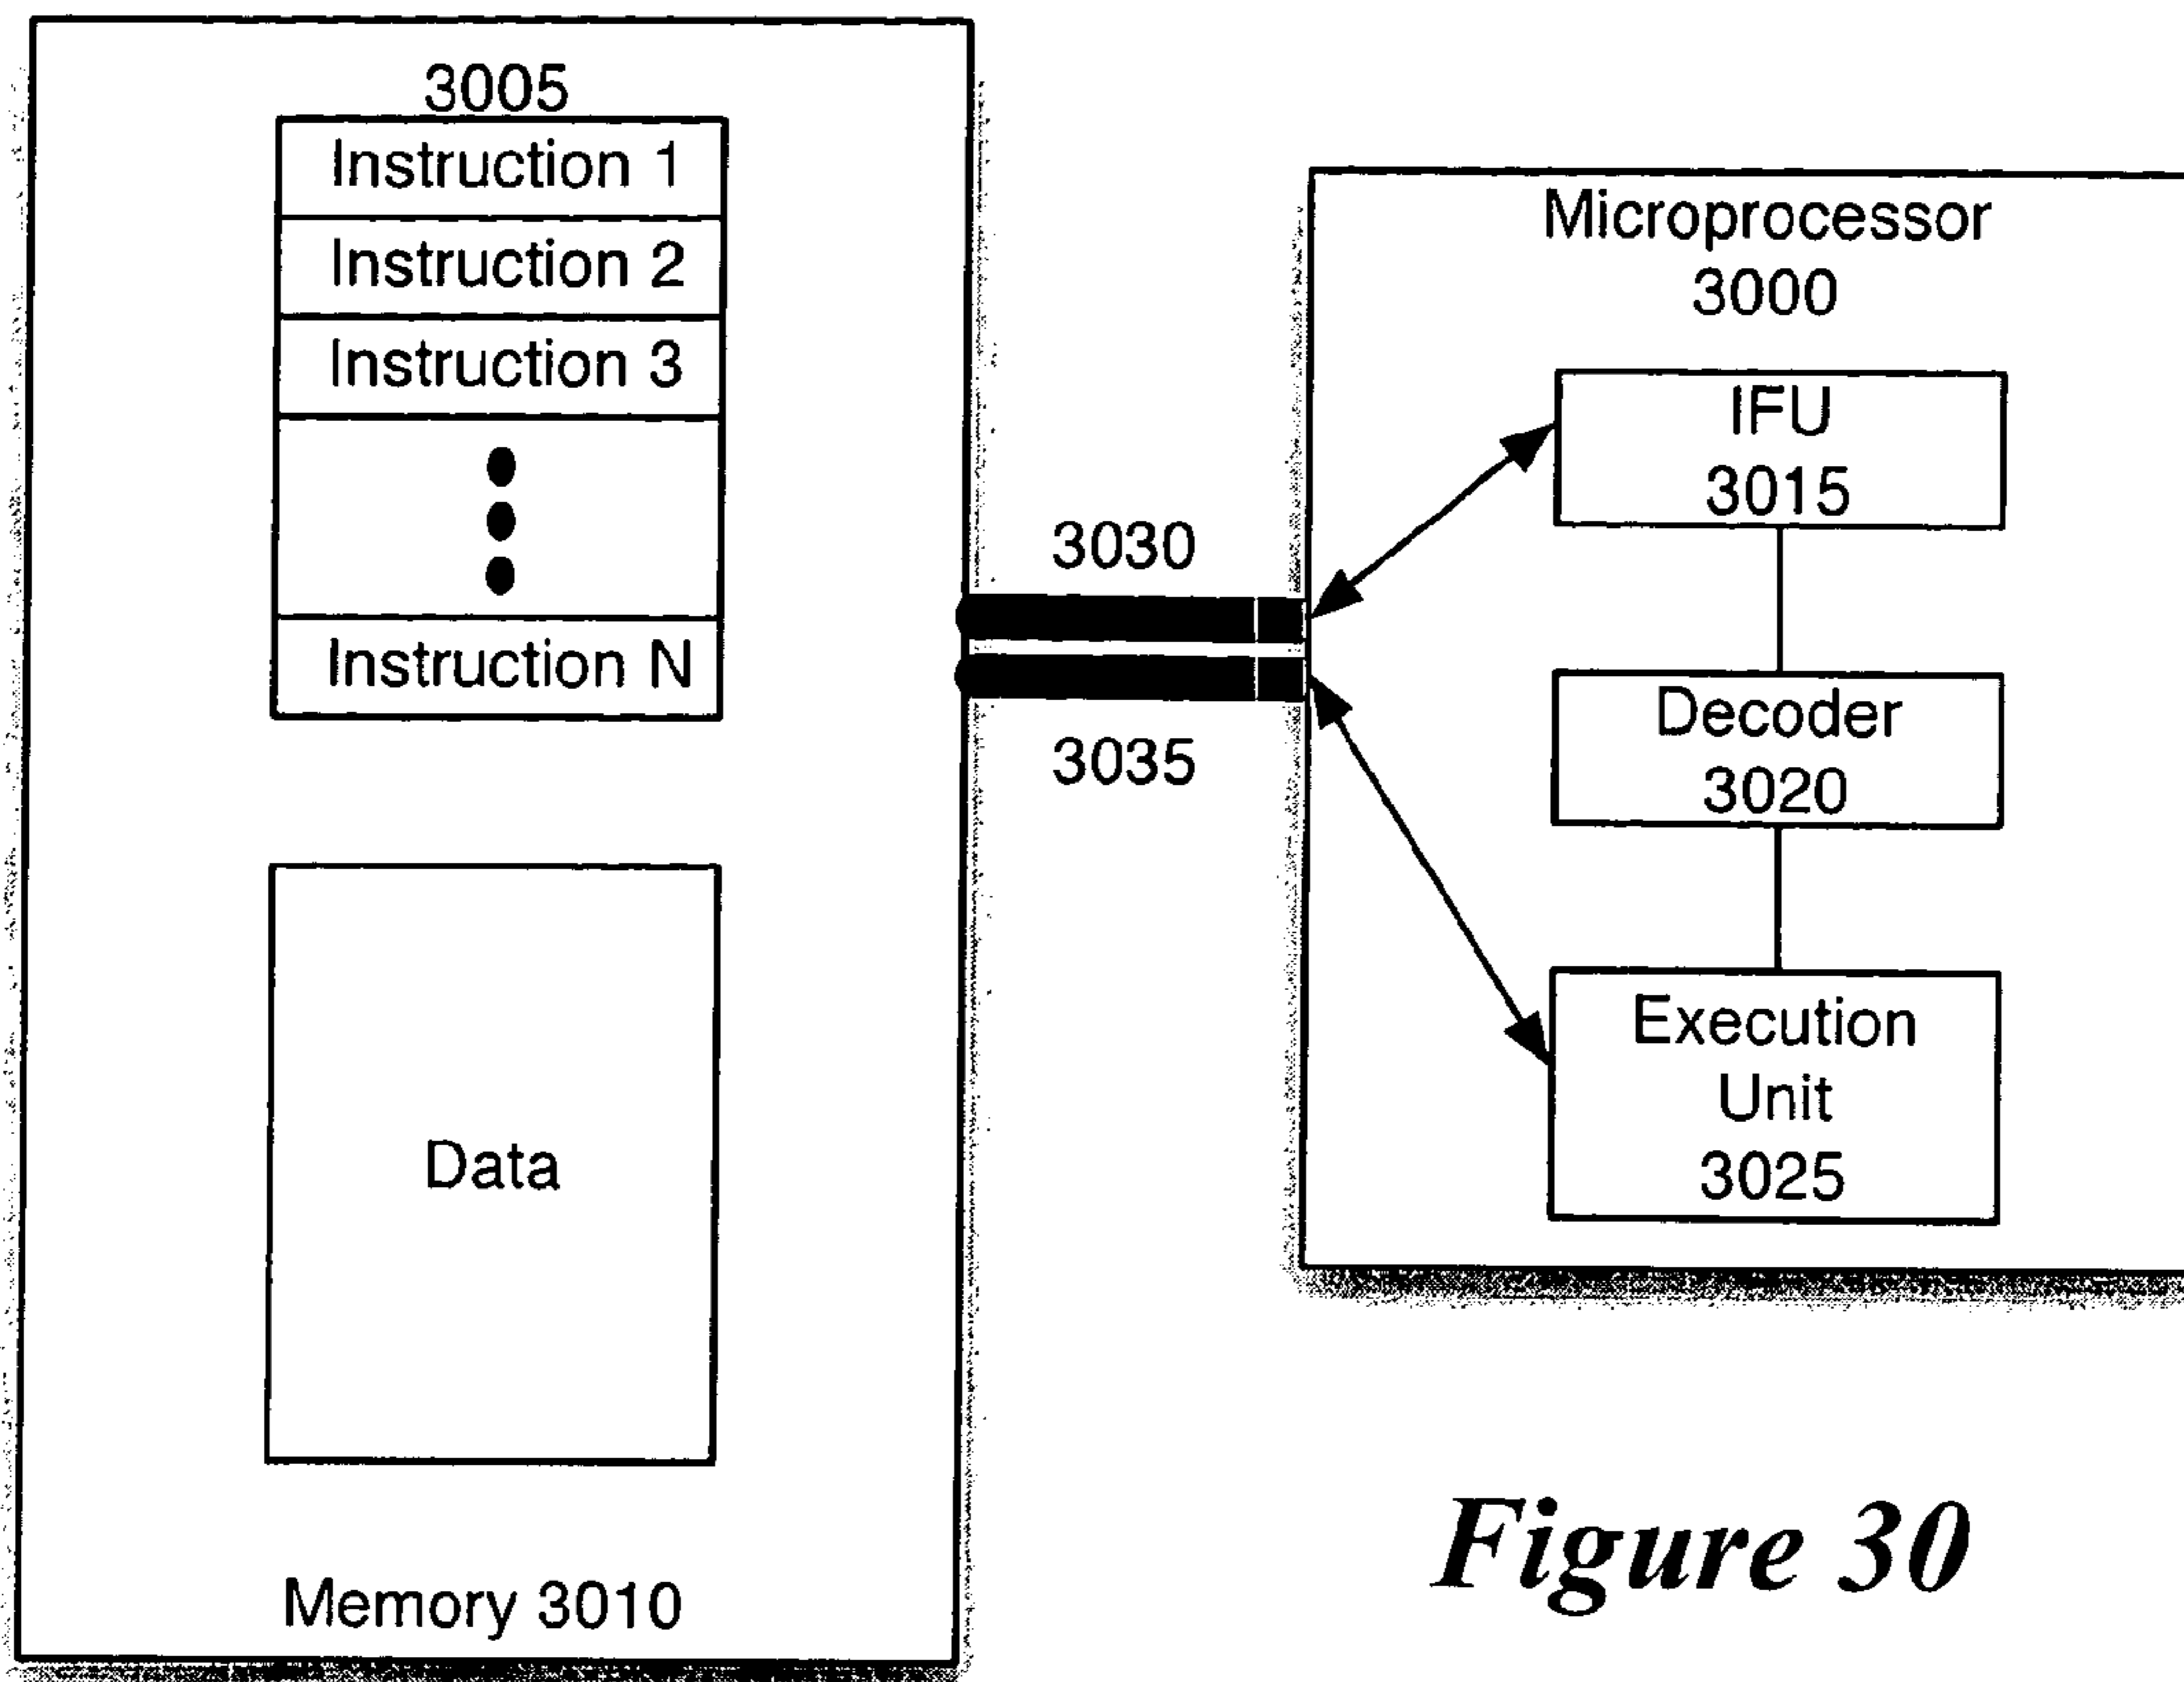 3005
Instruction 1
Instruction 2
Instruction 3
Instruction N
Data
Memory 3010
3030
3035
Microprocessor
3000
IFU
3015
Decoder
3020
Execution
Unit
3025
Figure 30